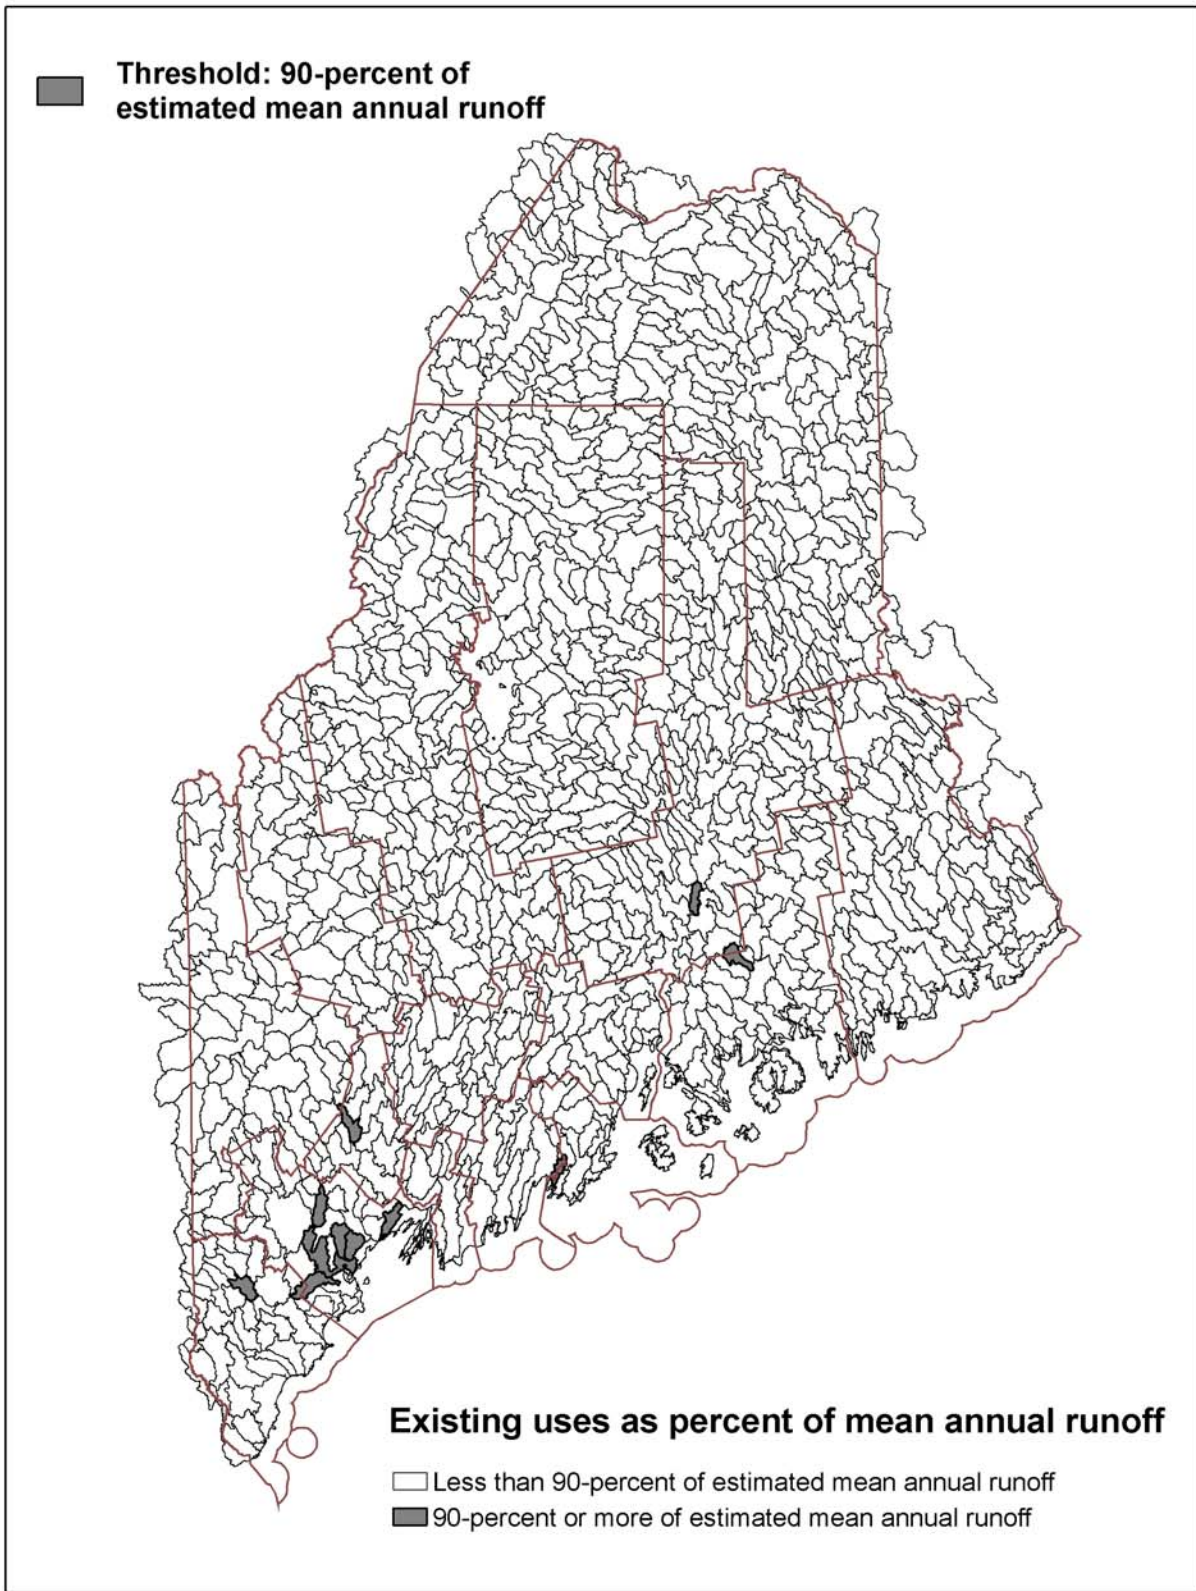 Threshold: 90-percent of
estimated mean annual runoff
Existing uses as percent of mean annual runoff
Less than 90-percent of estimated mean annual runoff
90-percent or more of estimated mean annual runoff